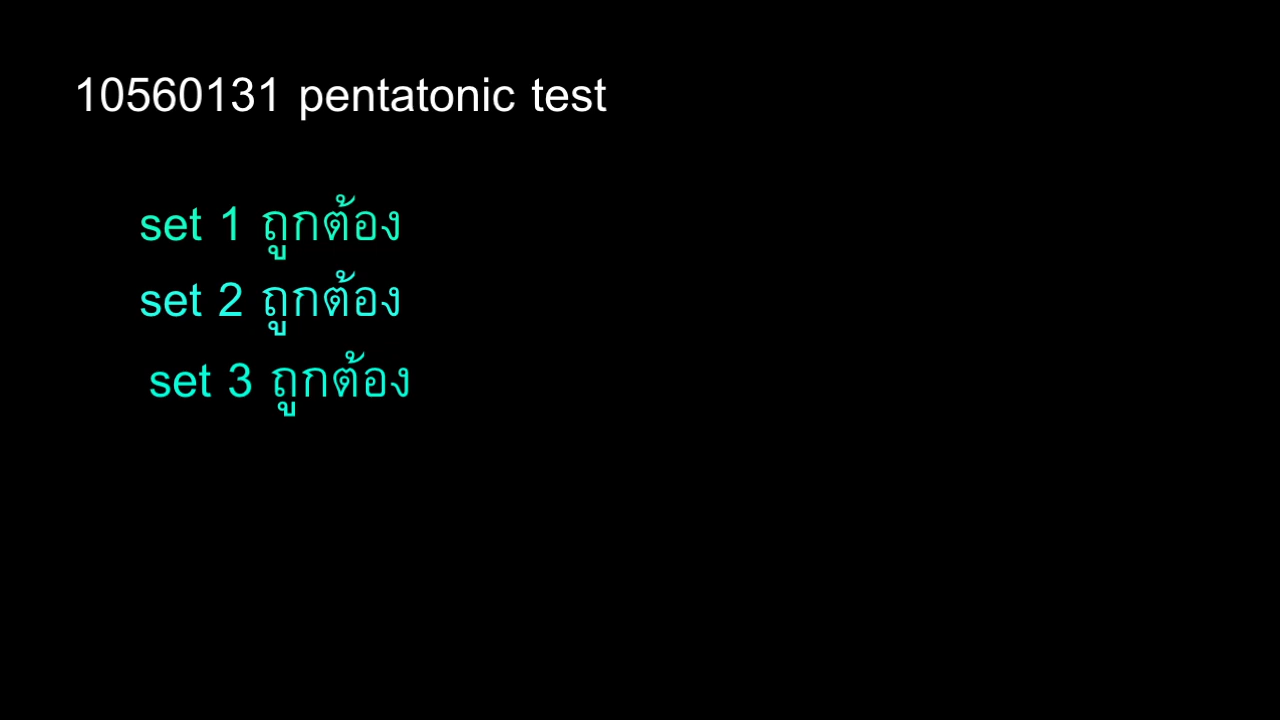 10560131 pentatonic test
set 1 ถูกต้อง
set 2 ถูกต้อง
set 3 ถูกต้อง